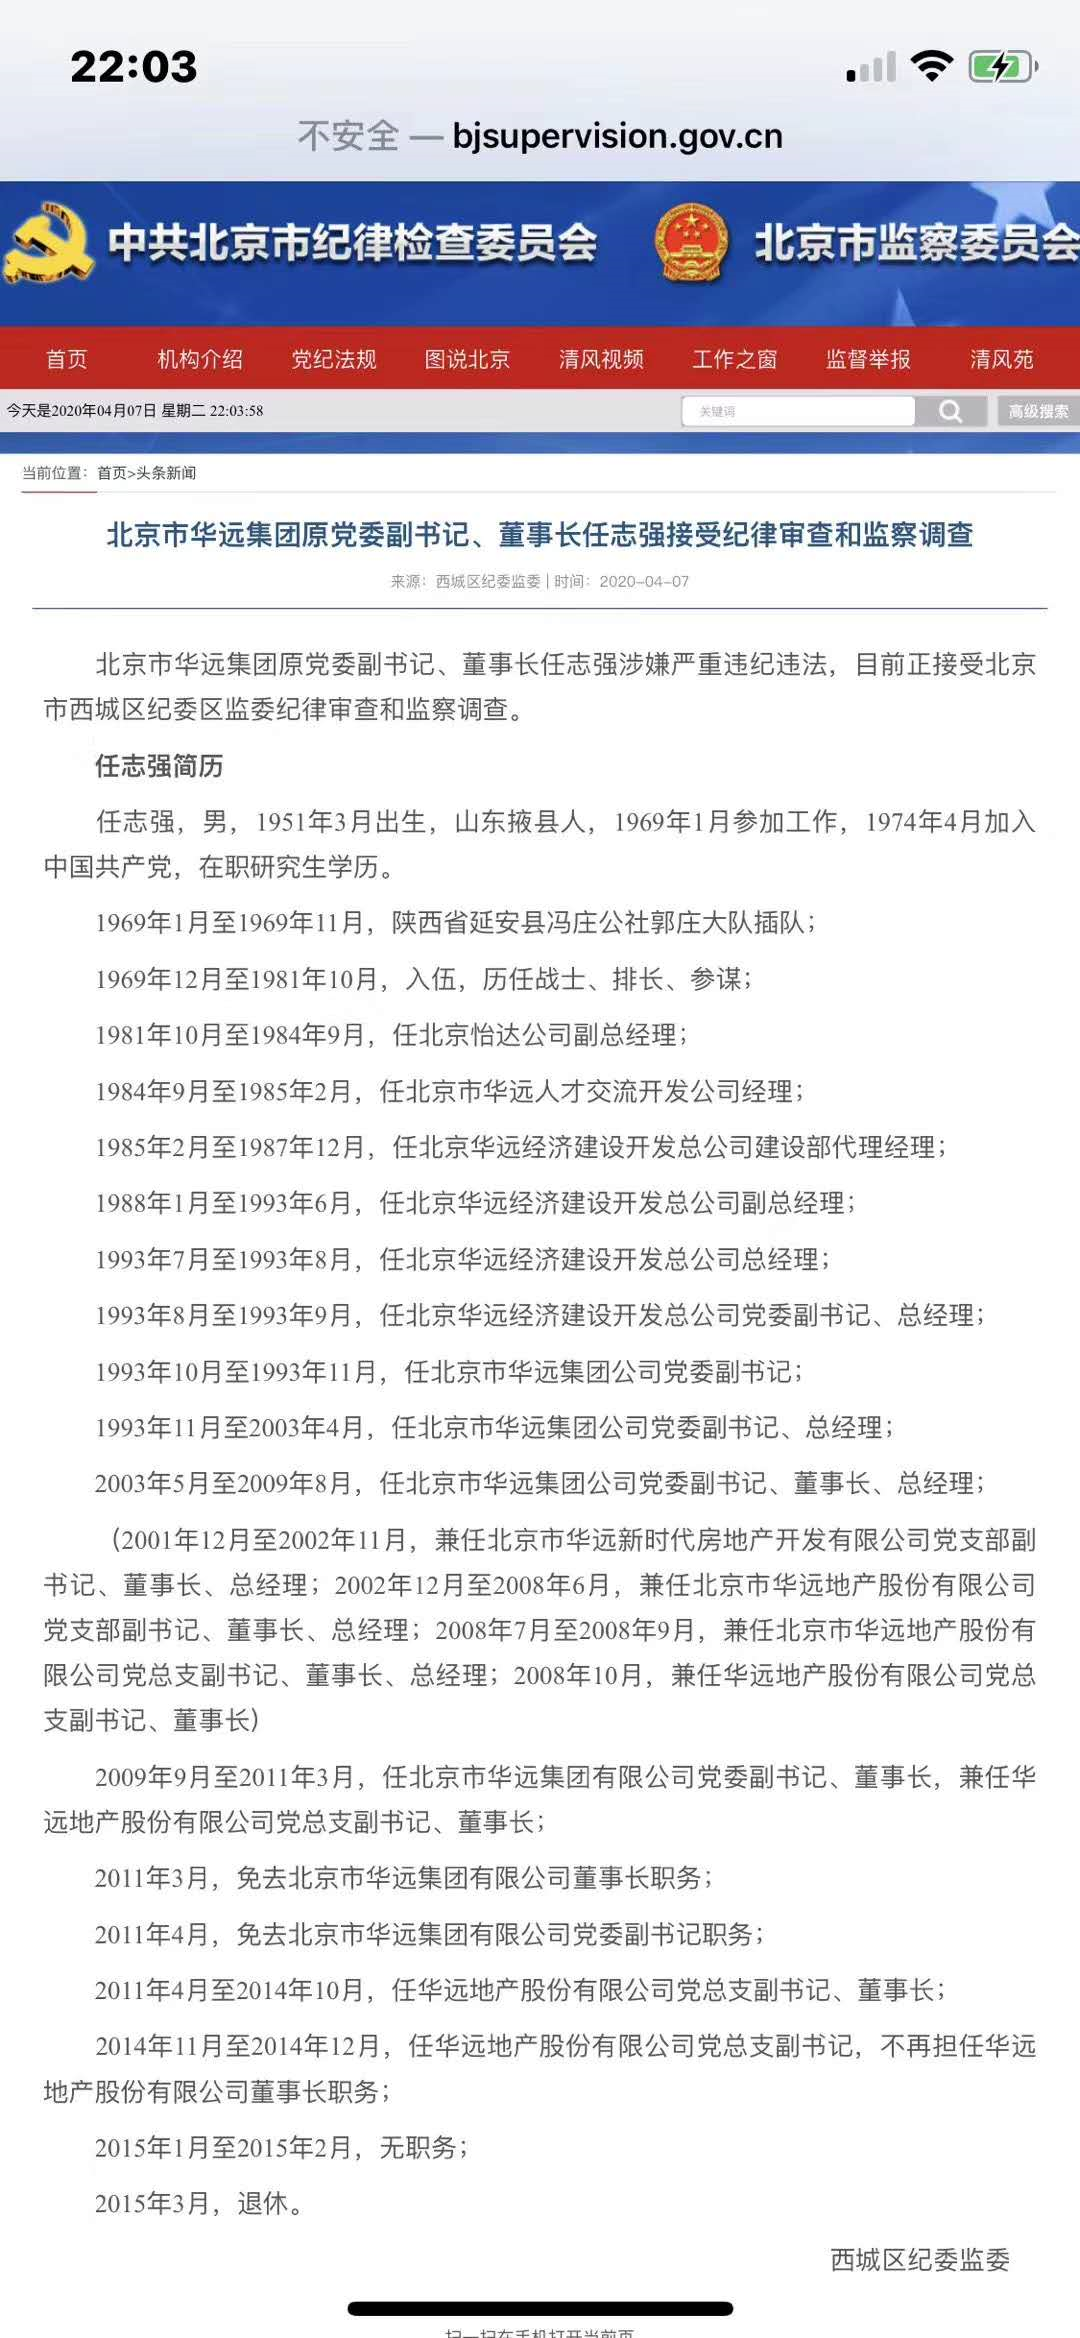 22:03
不安全 — bjsupervision.gov.cn
中共北京市纪律检查委员会 北京市监察委员会
首页 机构介绍 党纪法规 图说北京 清风视频 工作之窗 监督举报 清风苑
今天是2020年04月07日 星期二 22:03:58 关键词 高级搜索
当前位置：首页>头条新闻
北京市华远集团原党委副书记、董事长任志强接受纪律审查和监察调查
来源：西城区纪委监委 | 时间：2020-04-07
北京市华远集团原党委副书记、董事长任志强涉嫌严重违纪违法，目前正接受北京
市西城区纪委区监委纪律审查和监察调查。
任志强简历
任志强，男，1951年3月出生，山东掖县人，1969年1月参加工作，1974年4月加入
中国共产党，在职研究生学历。
1969年1月至1969年11月，陕西省延安县冯庄公社郭庄大队插队；
1969年12月至1981年10月，入伍，历任战士、排长、参谋；
1981年10月至1984年9月，任北京怡达公司副总经理；
1984年9月至1985年2月，任北京市华远人才交流开发公司经理；
1985年2月至1987年12月，任北京华远经济建设开发总公司建设部代理经理；
1988年1月至1993年6月，任北京华远经济建设开发总公司副总经理；
1993年7月至1993年8月，任北京华远经济建设开发总公司总经理；
1993年8月至1993年9月，任北京华远经济建设开发总公司党委副书记、总经理；
1993年10月至1993年11月，任北京市华远集团公司党委副书记；
1993年11月至2003年4月，任北京市华远集团公司党委副书记、总经理；
2003年5月至2009年8月，任北京市华远集团公司党委副书记、董事长、总经理；
（2001年12月至2002年11月，兼任北京市华远新时代房地产开发有限公司党支部副
书记、董事长、总经理；2002年12月至2008年6月，兼任北京市华远地产股份有限公司
党支部副书记、董事长、总经理；2008年7月至2008年9月，兼任北京市华远地产股份有
限公司党总支副书记、董事长、总经理；2008年10月，兼任华远地产股份有限公司党总
支副书记、董事长）
2009年9月至2011年3月，任北京市华远集团有限公司党委副书记、董事长，兼任华
远地产股份有限公司党总支副书记、董事长；
2011年3月，免去北京市华远集团有限公司董事长职务；
2011年4月，免去北京市华远集团有限公司党委副书记职务；
2011年4月至2014年10月，任华远地产股份有限公司党总支副书记、董事长；
2014年11月至2014年12月，任华远地产股份有限公司党总支副书记，不再担任华远
地产股份有限公司董事长职务；
2015年1月至2015年2月，无职务；
2015年3月，退休。
西城区纪委监委
扫一扫在手机打开当前页